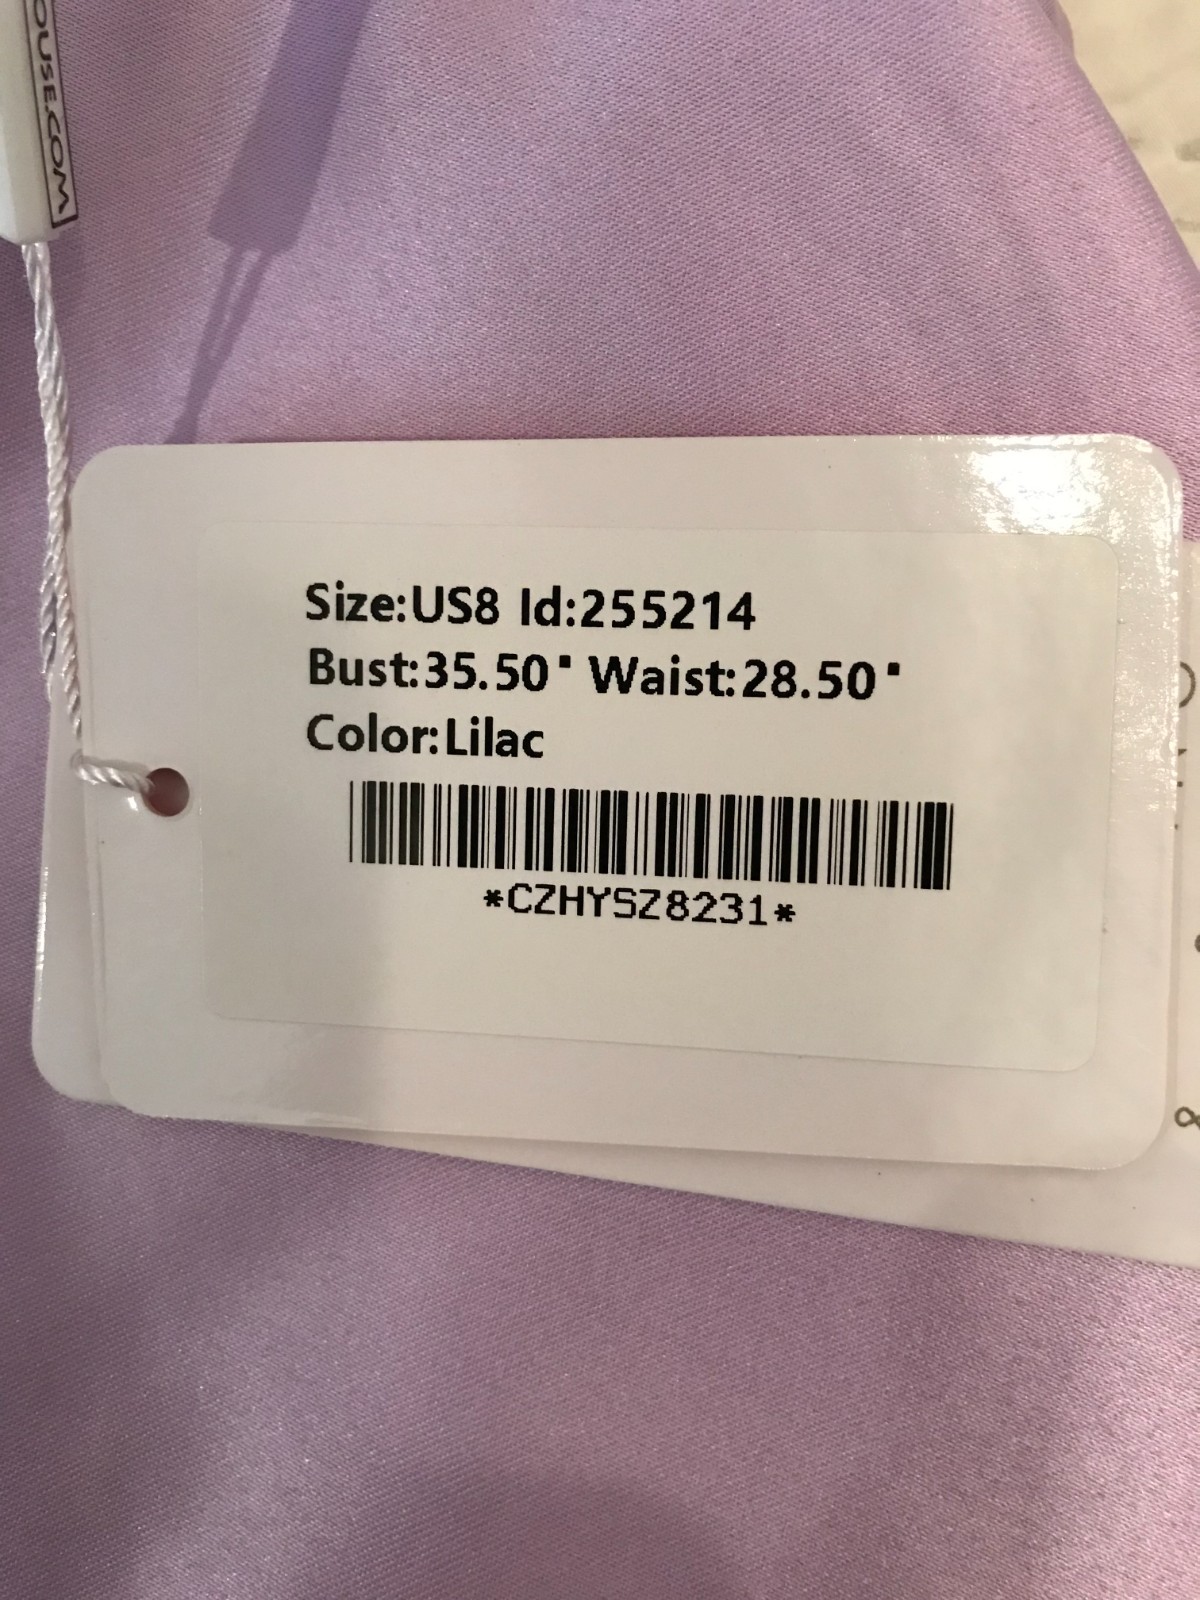 OUSE.COM
Size:US8 Id:255214
Bust:35.50" Waist:28.50"
Color:Lilac
*CZHYSZ8231*
&